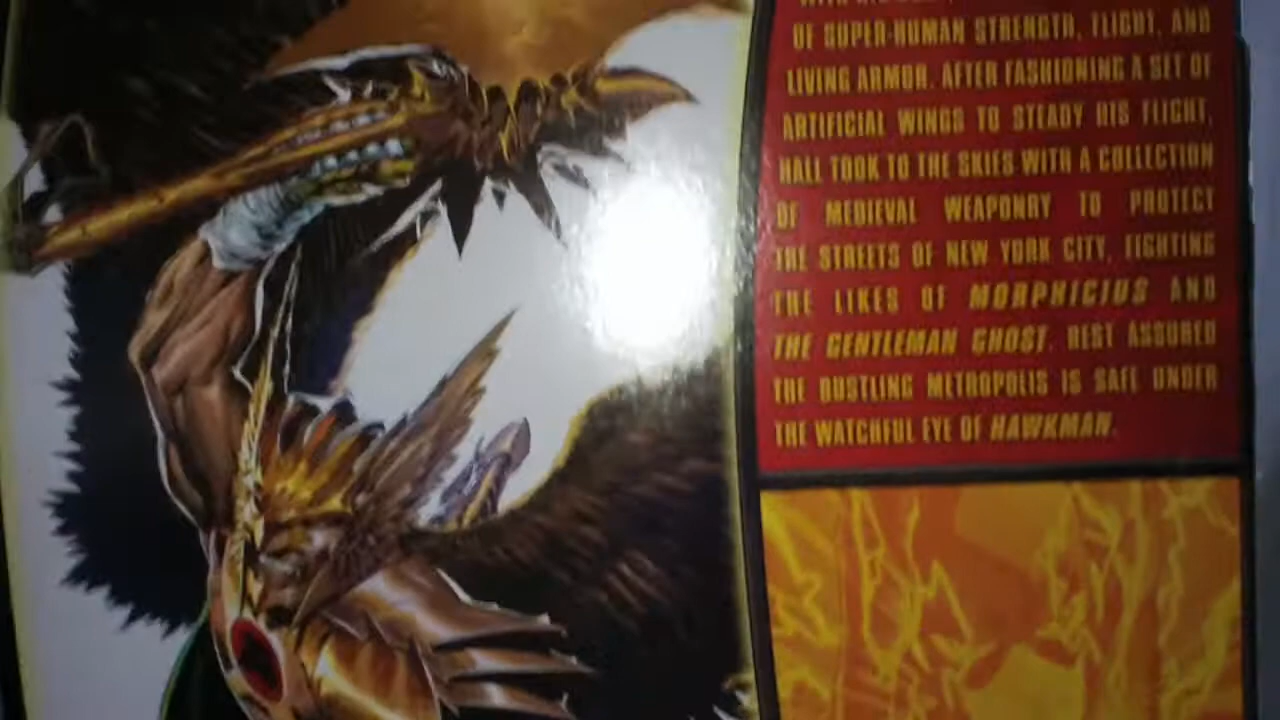 OF SUPER-HUMAN STRENGTH, FLIGHT, AND
LIVING ARMOR. AFTER FASHIONING A SET OF
ARTIFICIAL WINGS TO STEADY HIS FLIGHT,
HALL TOOK TO THE SKIES WITH A COLLECTION
OF MEDIEVAL WEAPONRY TO PROTECT
THE STREETS OF NEW YORK CITY, FIGHTING
THE LIKES OF MORPHICIUS AND
THE GENTLEMAN GHOST. REST ASSURED
THE BUSTLING METROPOLIS IS SAFE UNDER
THE WATCHFUL EYE OF HAWKMAN.